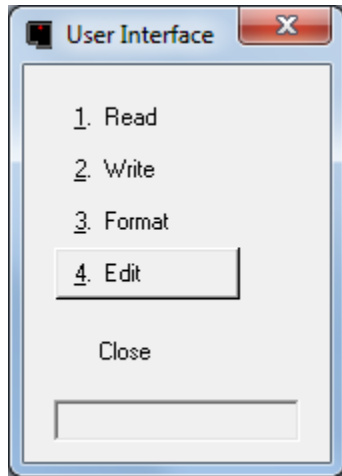 User Interface
1. Read
2. Write
3. Format
4. Edit
Close